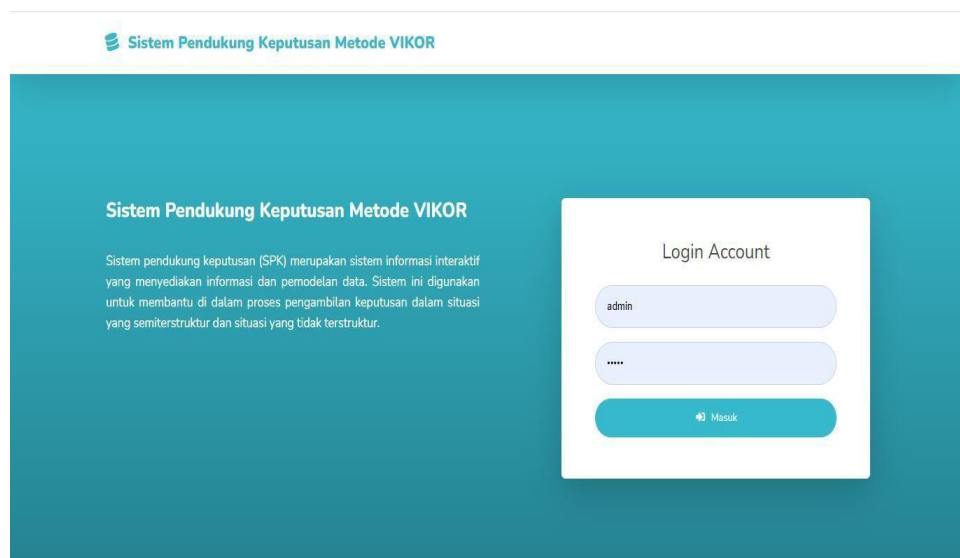 Sistem Pendukung Keputusan Metode VIKOR
Sistem Pendukung Keputusan Metode VIKOR
Sistem pendukung keputusan (SPK) merupakan sistem informasi interaktif
yang menyediakan informasi dan pemodelan data. Sistem ini digunakan
untuk membantu di dalam proses pengambilan keputusan dalam situasi
yang semiterstruktur dan situasi yang tidak terstruktur.
Login Account
admin
•••••
Masuk